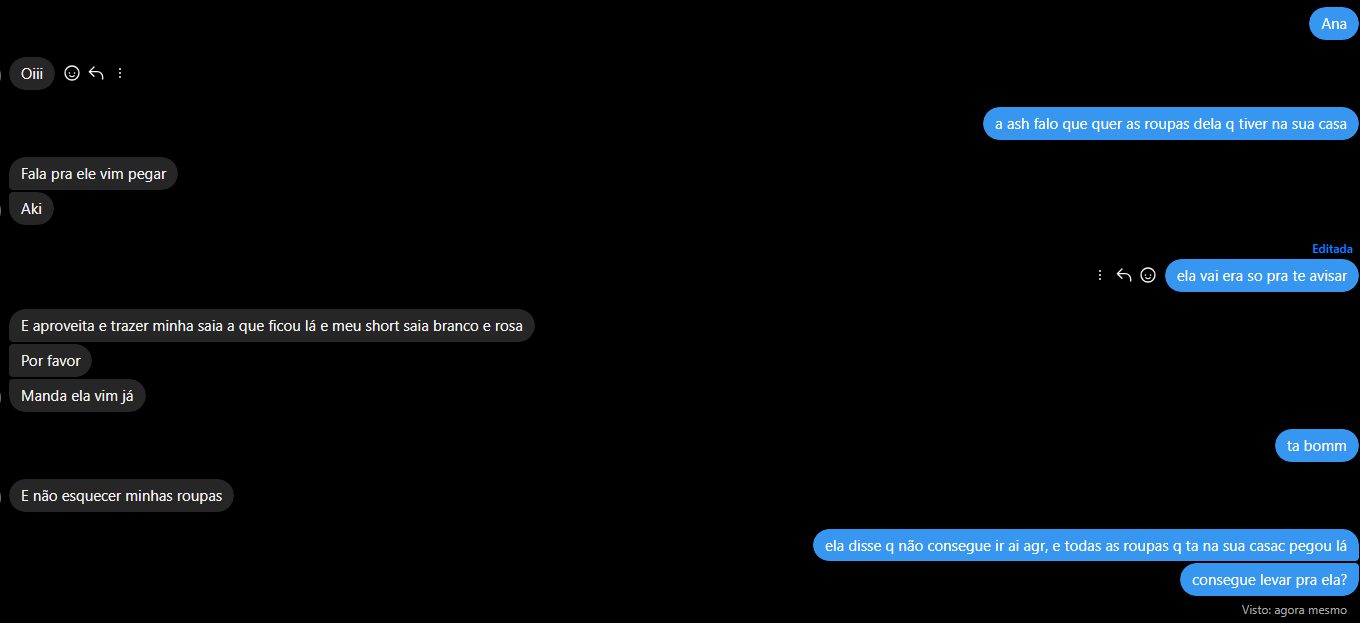 Ana
Oiii
a ash falo que quer as roupas dela q tiver na sua casa
Fala pra ele vim pegar
Aki
Editada
ela vai era so pra te avisar
E aproveita e trazer minha saia a que ficou lá e meu short saia branco e rosa
Por favor
Manda ela vim já
ta bomm
E não esquecer minhas roupas
ela disse q não consegue ir ai agr, e todas as roupas q ta na sua casac pegou lá
consegue levar pra ela?
Visto: agora mesmo